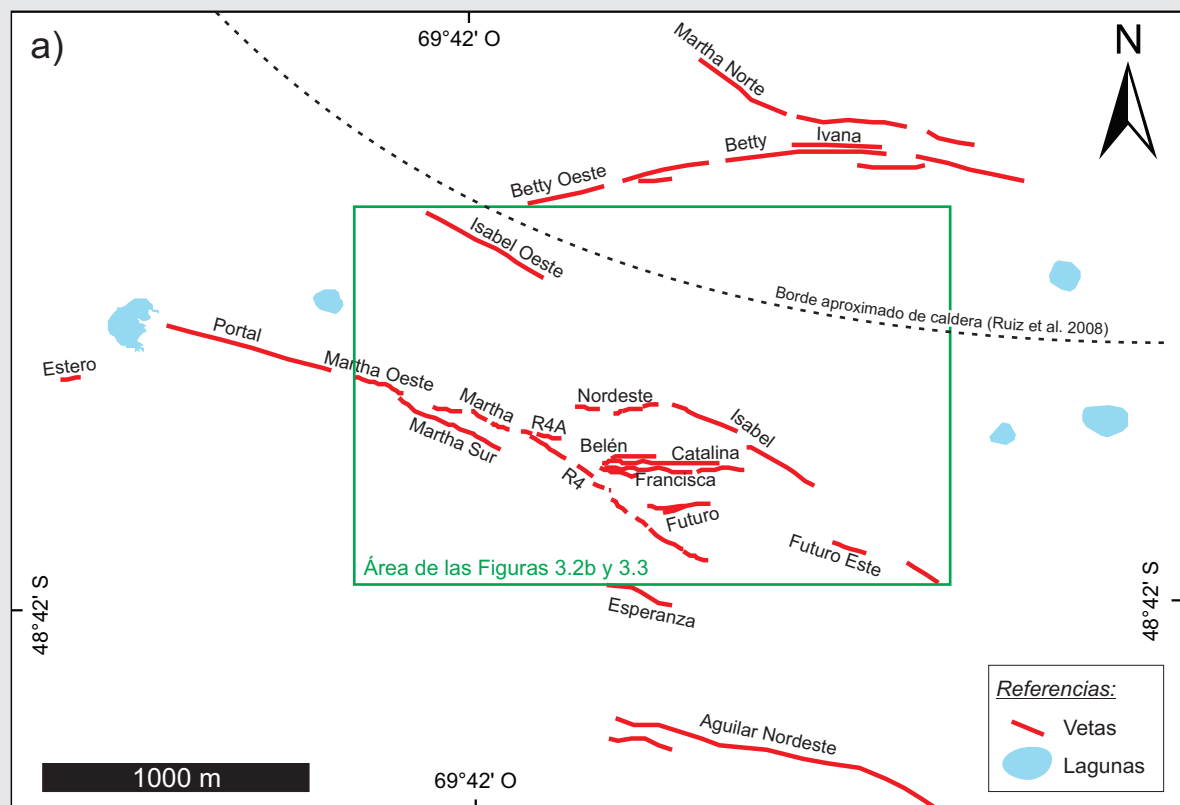 a)
69°42' O
N
Martha Norte
Ivana
Betty
Betty Oeste
Isabel Oeste
Borde aproximado de caldera (Ruiz et al. 2008)
Portal
Estero
Martha Oeste
Martha
Nordeste
R4A
Isabel
Martha Sur
Belén
Catalina
R4
Francisca
Futuro
Futuro Este
Área de las Figuras 3.2b y 3.3
48°42' S
48°42' S
Esperanza
Referencias:
Vetas
Lagunas
Aguilar Nordeste
1000 m
69°42' O